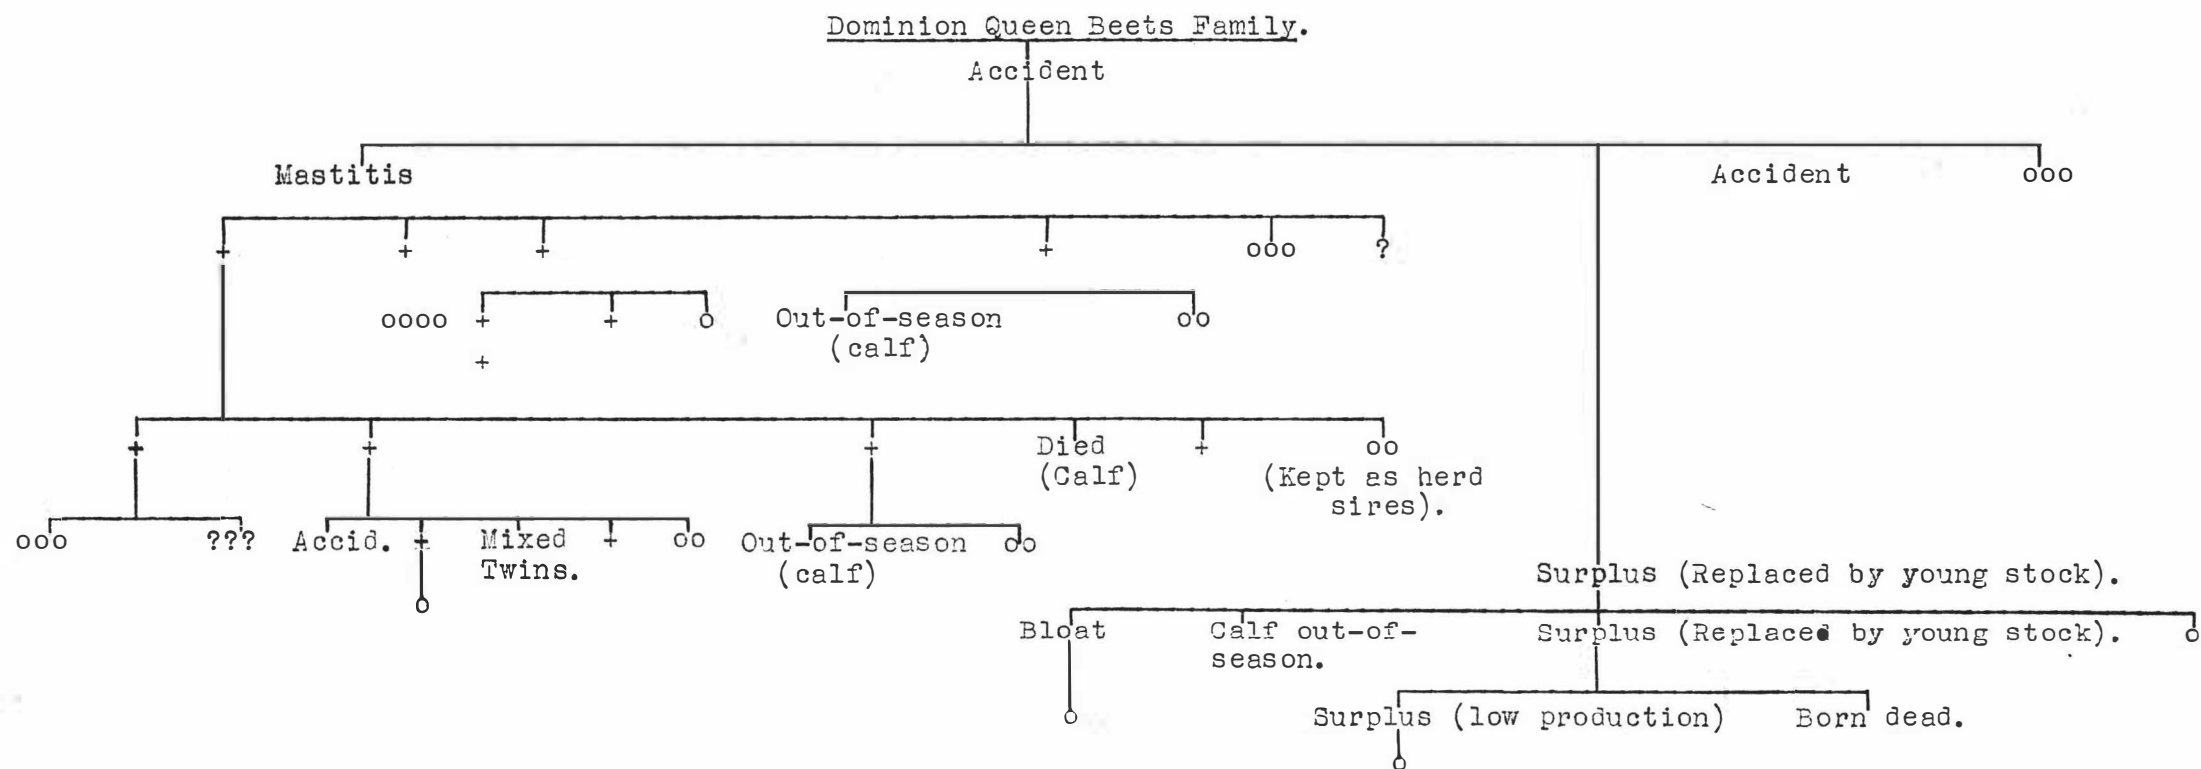 Dominion Queen Beets Family.
Accident
Mastitis Accident ooo
+ + + + ooo ?
oooo + + o Out-of-season oo
(calf)
+
+ + + Died + oo
(Calf) (Kept as herd
sires).
ooo ??? Accid. + Mixed + oo Out-of-season oo
Twins. (calf)
Surplus (Replaced by young stock).
o
Bloat Calf out-of- Surplus (Replaced by young stock). o
season.
o Surplus (low production) Born dead.
o